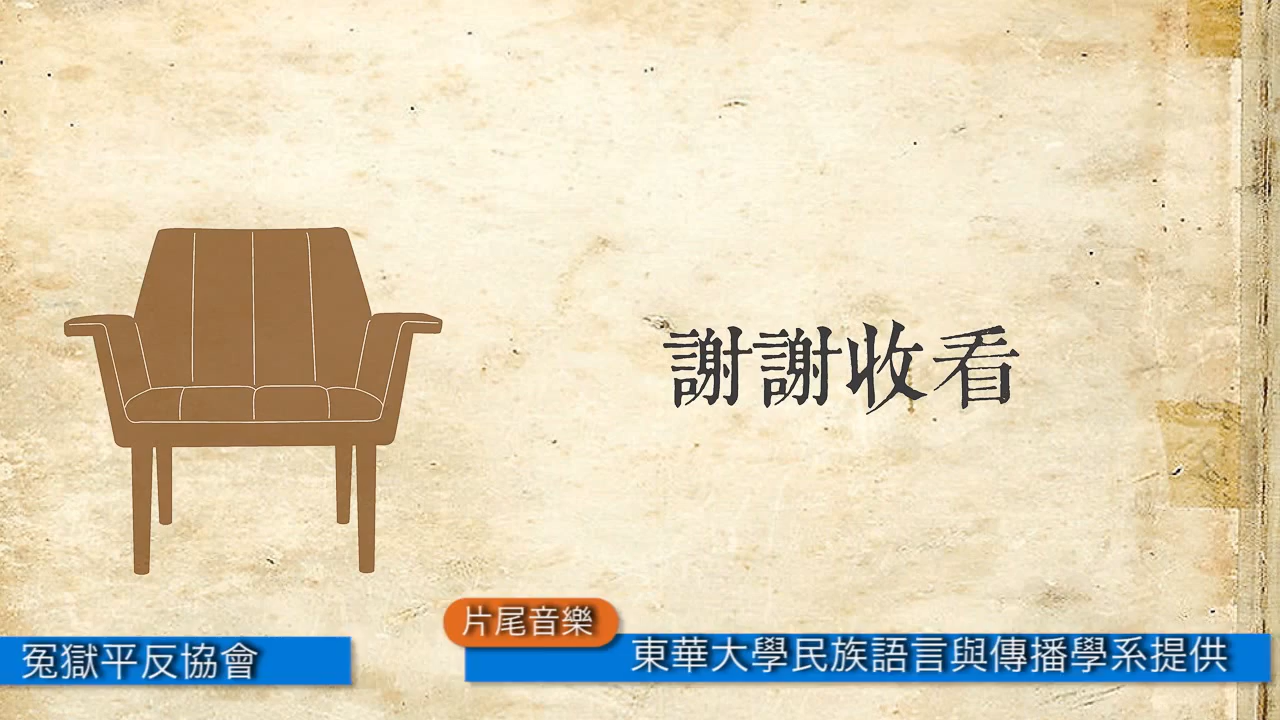 謝謝收看
片尾音樂
冤獄平反協會
東華大學民族語言與傳播學系提供